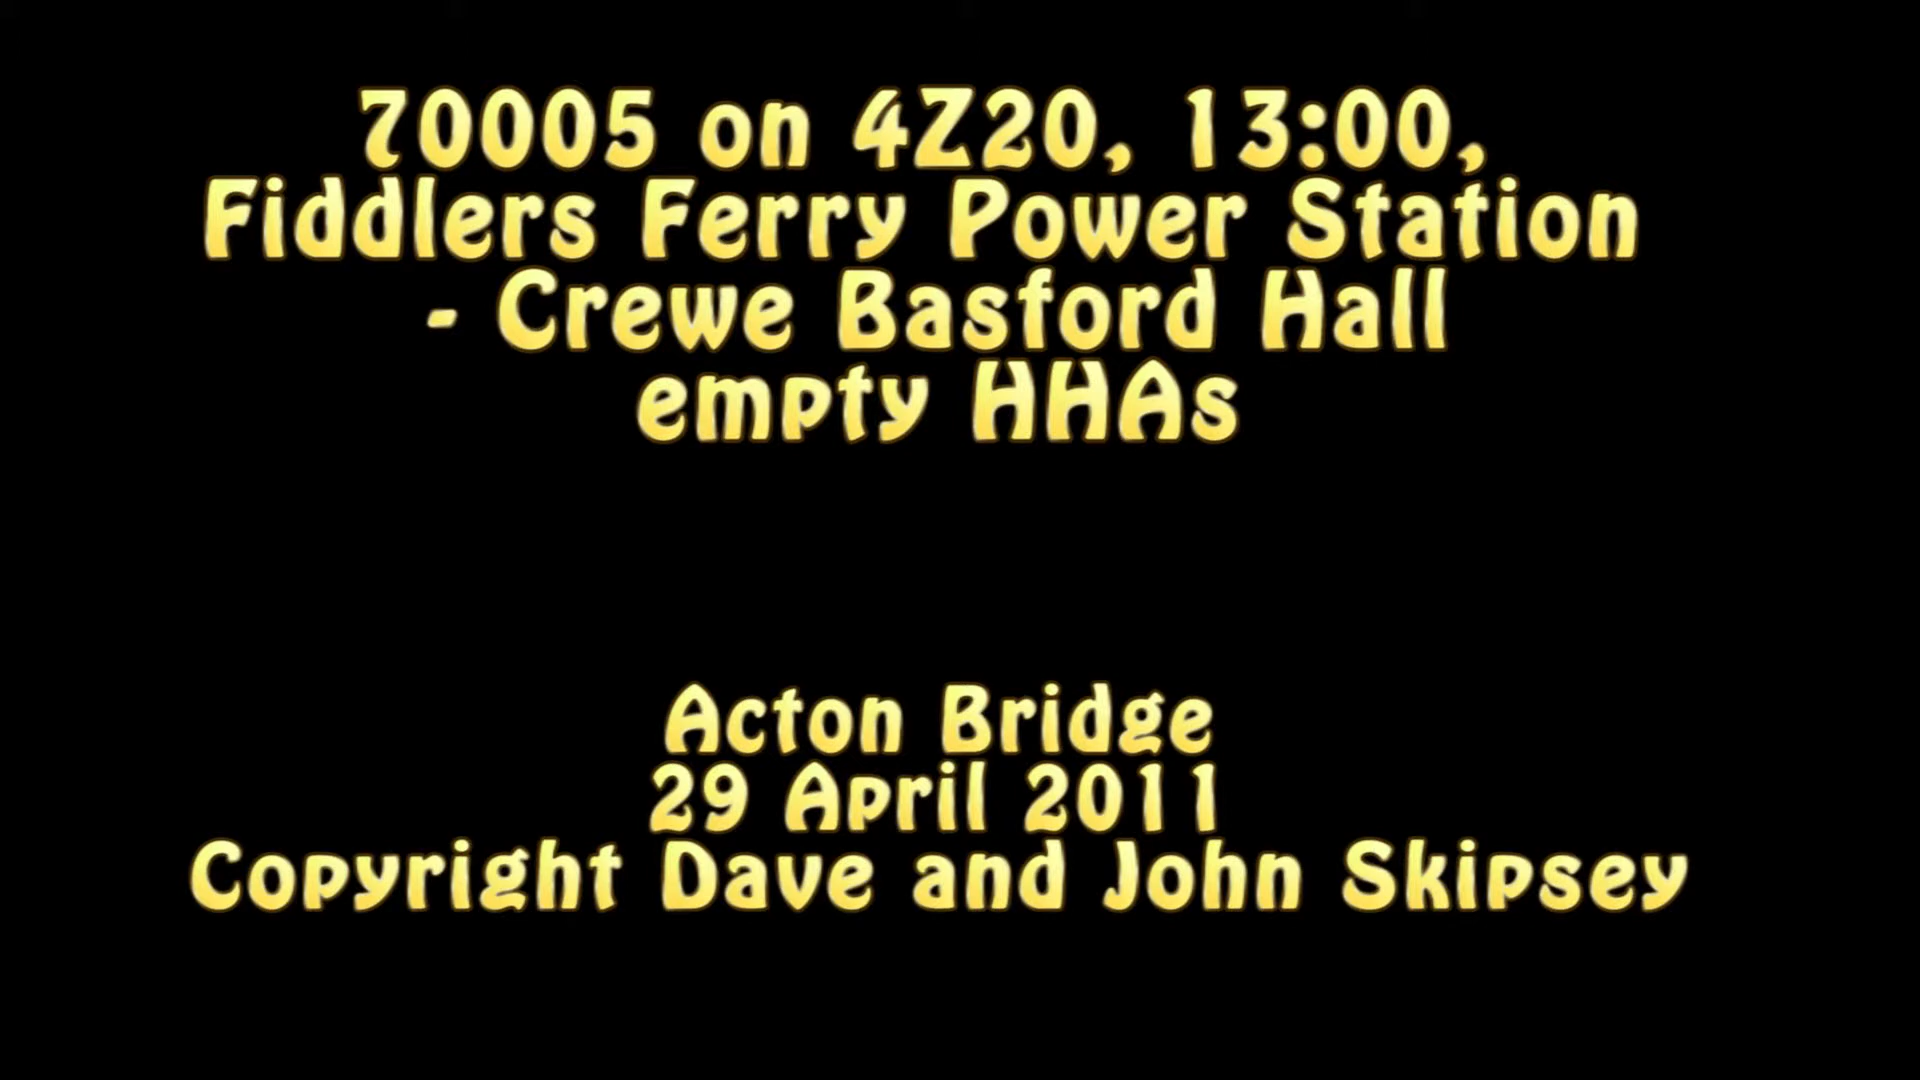 70005 on 4Z20, 13:00,
Fiddlers Ferry Power Station
- Crewe Basford Hall
empty HHAs
Acton Bridge
29 April 2011
Copyright Dave and John Skipsey